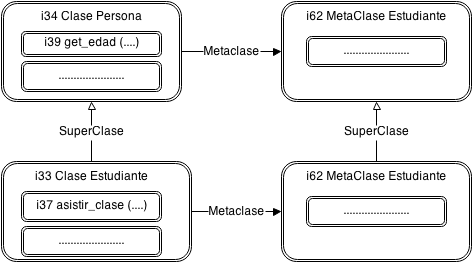 i34 Clase Persona
i39 get_edad (....)
......................
Metaclase
i62 MetaClase Estudiante
......................
SuperClase
SuperClase
i33 Clase Estudiante
i37 asistir_clase (....)
......................
Metaclase
i62 MetaClase Estudiante
......................